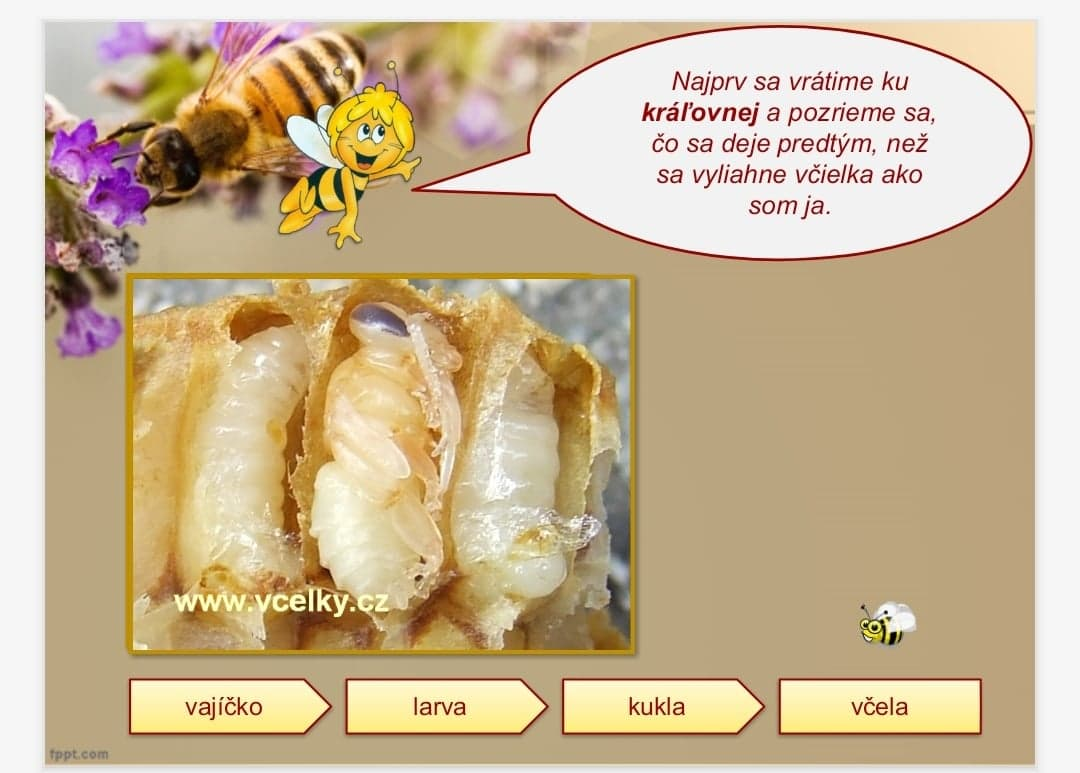 Najprv sa vrátime ku
kráľovnej a pozrieme sa,
čo sa deje predtým, než
sa vyliahne včielka ako
som ja.
www.vcelky.cz
vajíčko
larva
kukla
včela
fppt.com